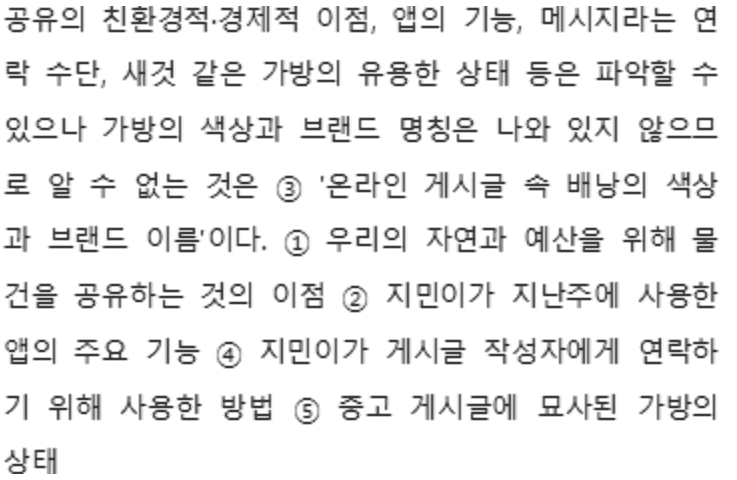 공유의 친환경적·경제적 이점, 앱의 기능, 메시지라는 연
락 수단, 새것 같은 가방의 유용한 상태 등은 파악할 수
있으나 가방의 색상과 브랜드 명칭은 나와 있지 않으므
로 알 수 없는 것은 ③ '온라인 게시글 속 배낭의 색상
과 브랜드 이름'이다. ① 우리의 자연과 예산을 위해 물
건을 공유하는 것의 이점 ② 지민이가 지난주에 사용한
앱의 주요 기능 ④ 지민이가 게시글 작성자에게 연락하
기 위해 사용한 방법 ⑤ 중고 게시글에 묘사된 가방의
상태